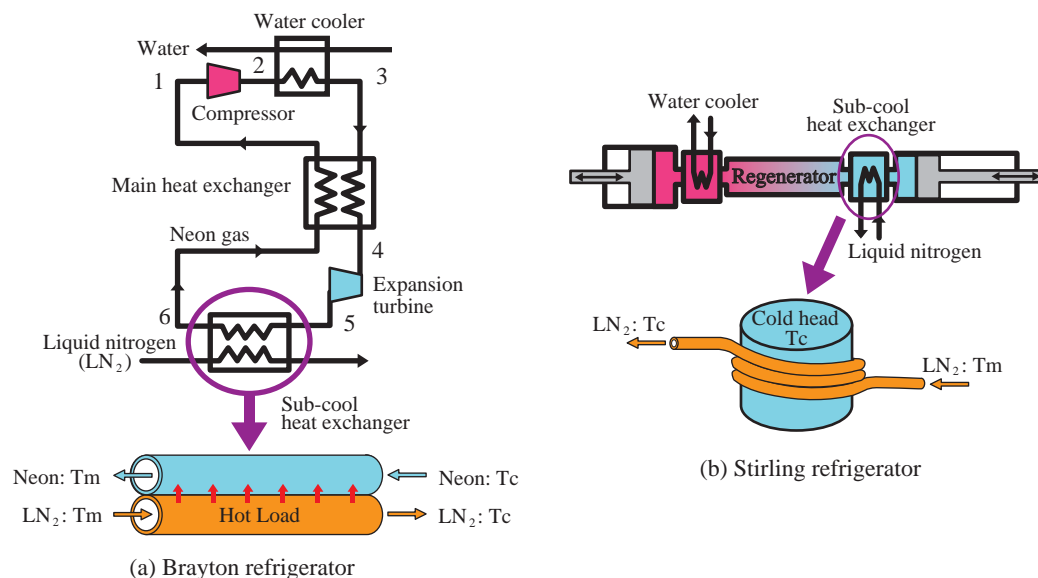 Water cooler
Water
1
2
3
Compressor
Main heat exchanger
Neon gas
4
Expansion
turbine
6
5
Liquid nitrogen
(LN₂)
Sub-cool
heat exchanger
Neon: Tm
Neon: Tc
LN₂: Tm
Hot Load
LN₂: Tc
(a) Brayton refrigerator
Water cooler
Sub-cool
heat exchanger
Regenerator
Liquid nitrogen
Cold head
Tc
LN₂: Tc
LN₂: Tm
(b) Stirling refrigerator